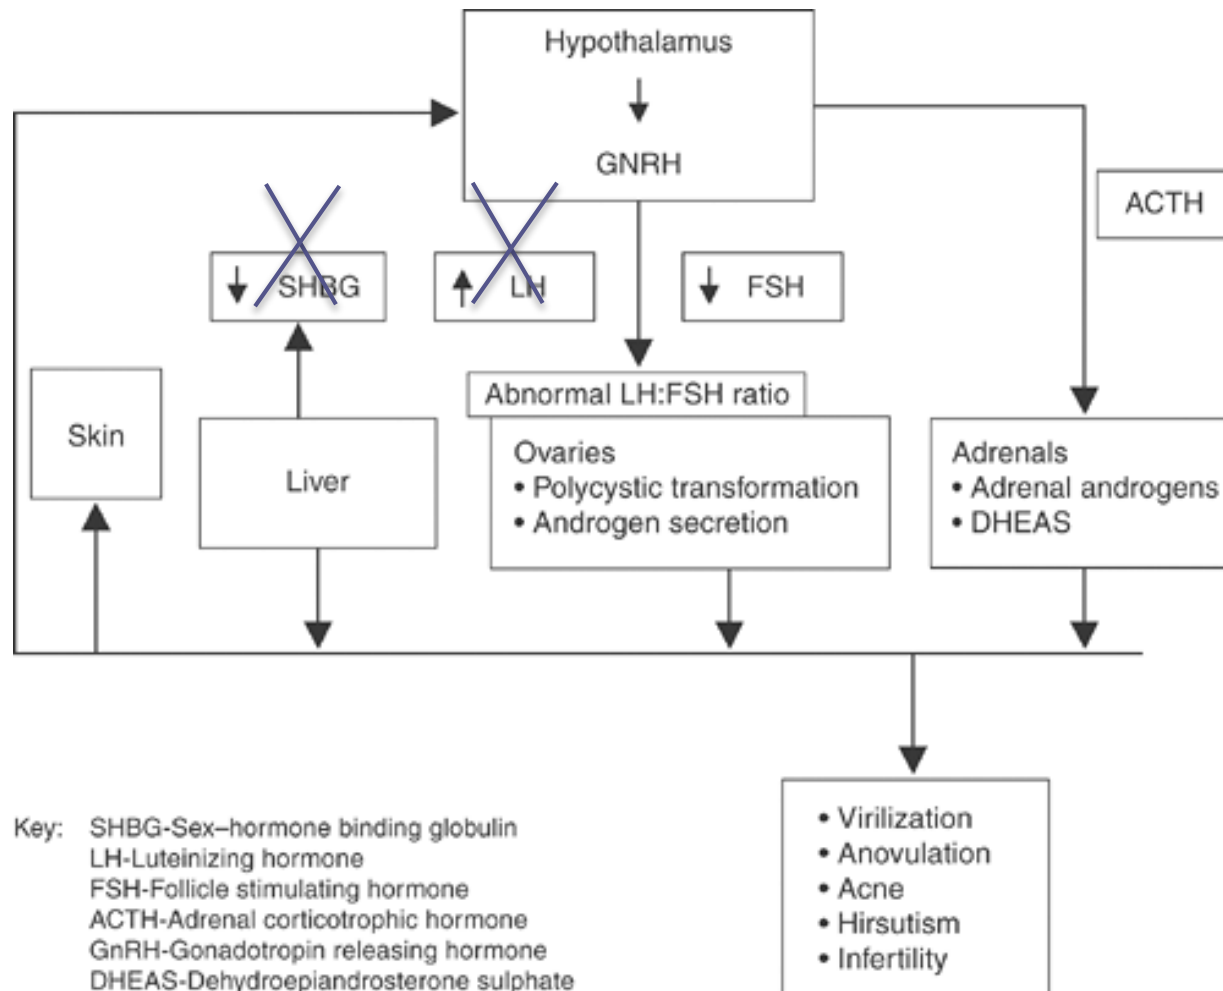 Hypothalamus
GNRH
ACTH
SHBG
LH
FSH
Abnormal LH:FSH ratio
Skin
Liver
Ovaries
• Polycystic transformation
• Androgen secretion
Adrenals
• Adrenal androgens
• DHEAS
• Virilization
• Anovulation
• Acne
• Hirsutism
• Infertility
Key: SHBG-Sex–hormone binding globulin
LH-Luteinizing hormone
FSH-Follicle stimulating hormone
ACTH-Adrenal corticotrophic hormone
GnRH-Gonadotropin releasing hormone
DHEAS-Dehydroepiandrosterone sulphate